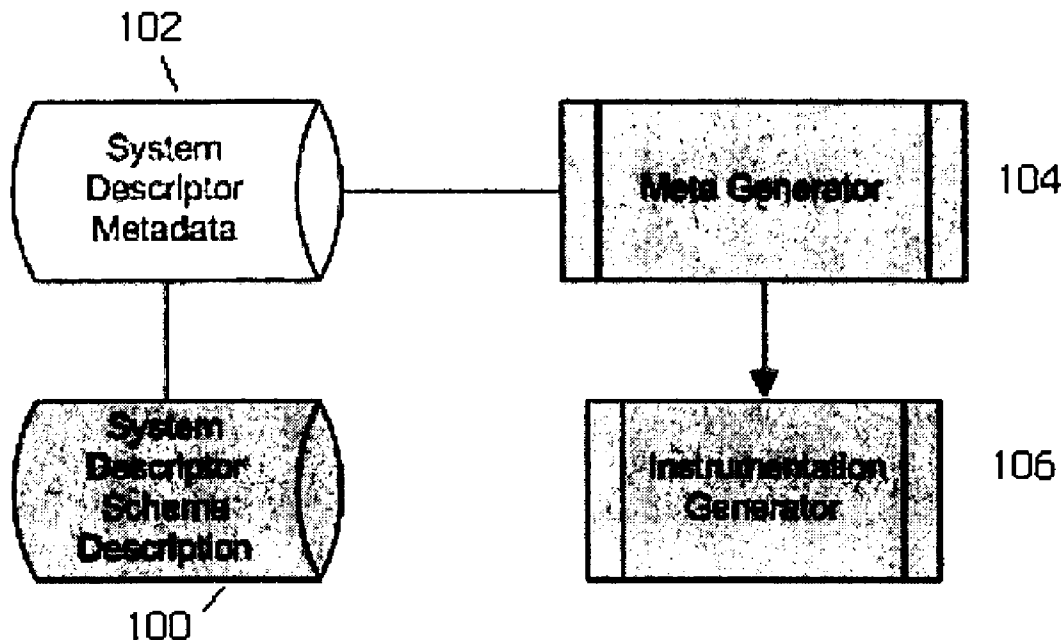 102
System
Descriptor
Metadata
Meta Generator
104
System
Descriptor
Schema
Description
100
Instrumentation
Generator
106